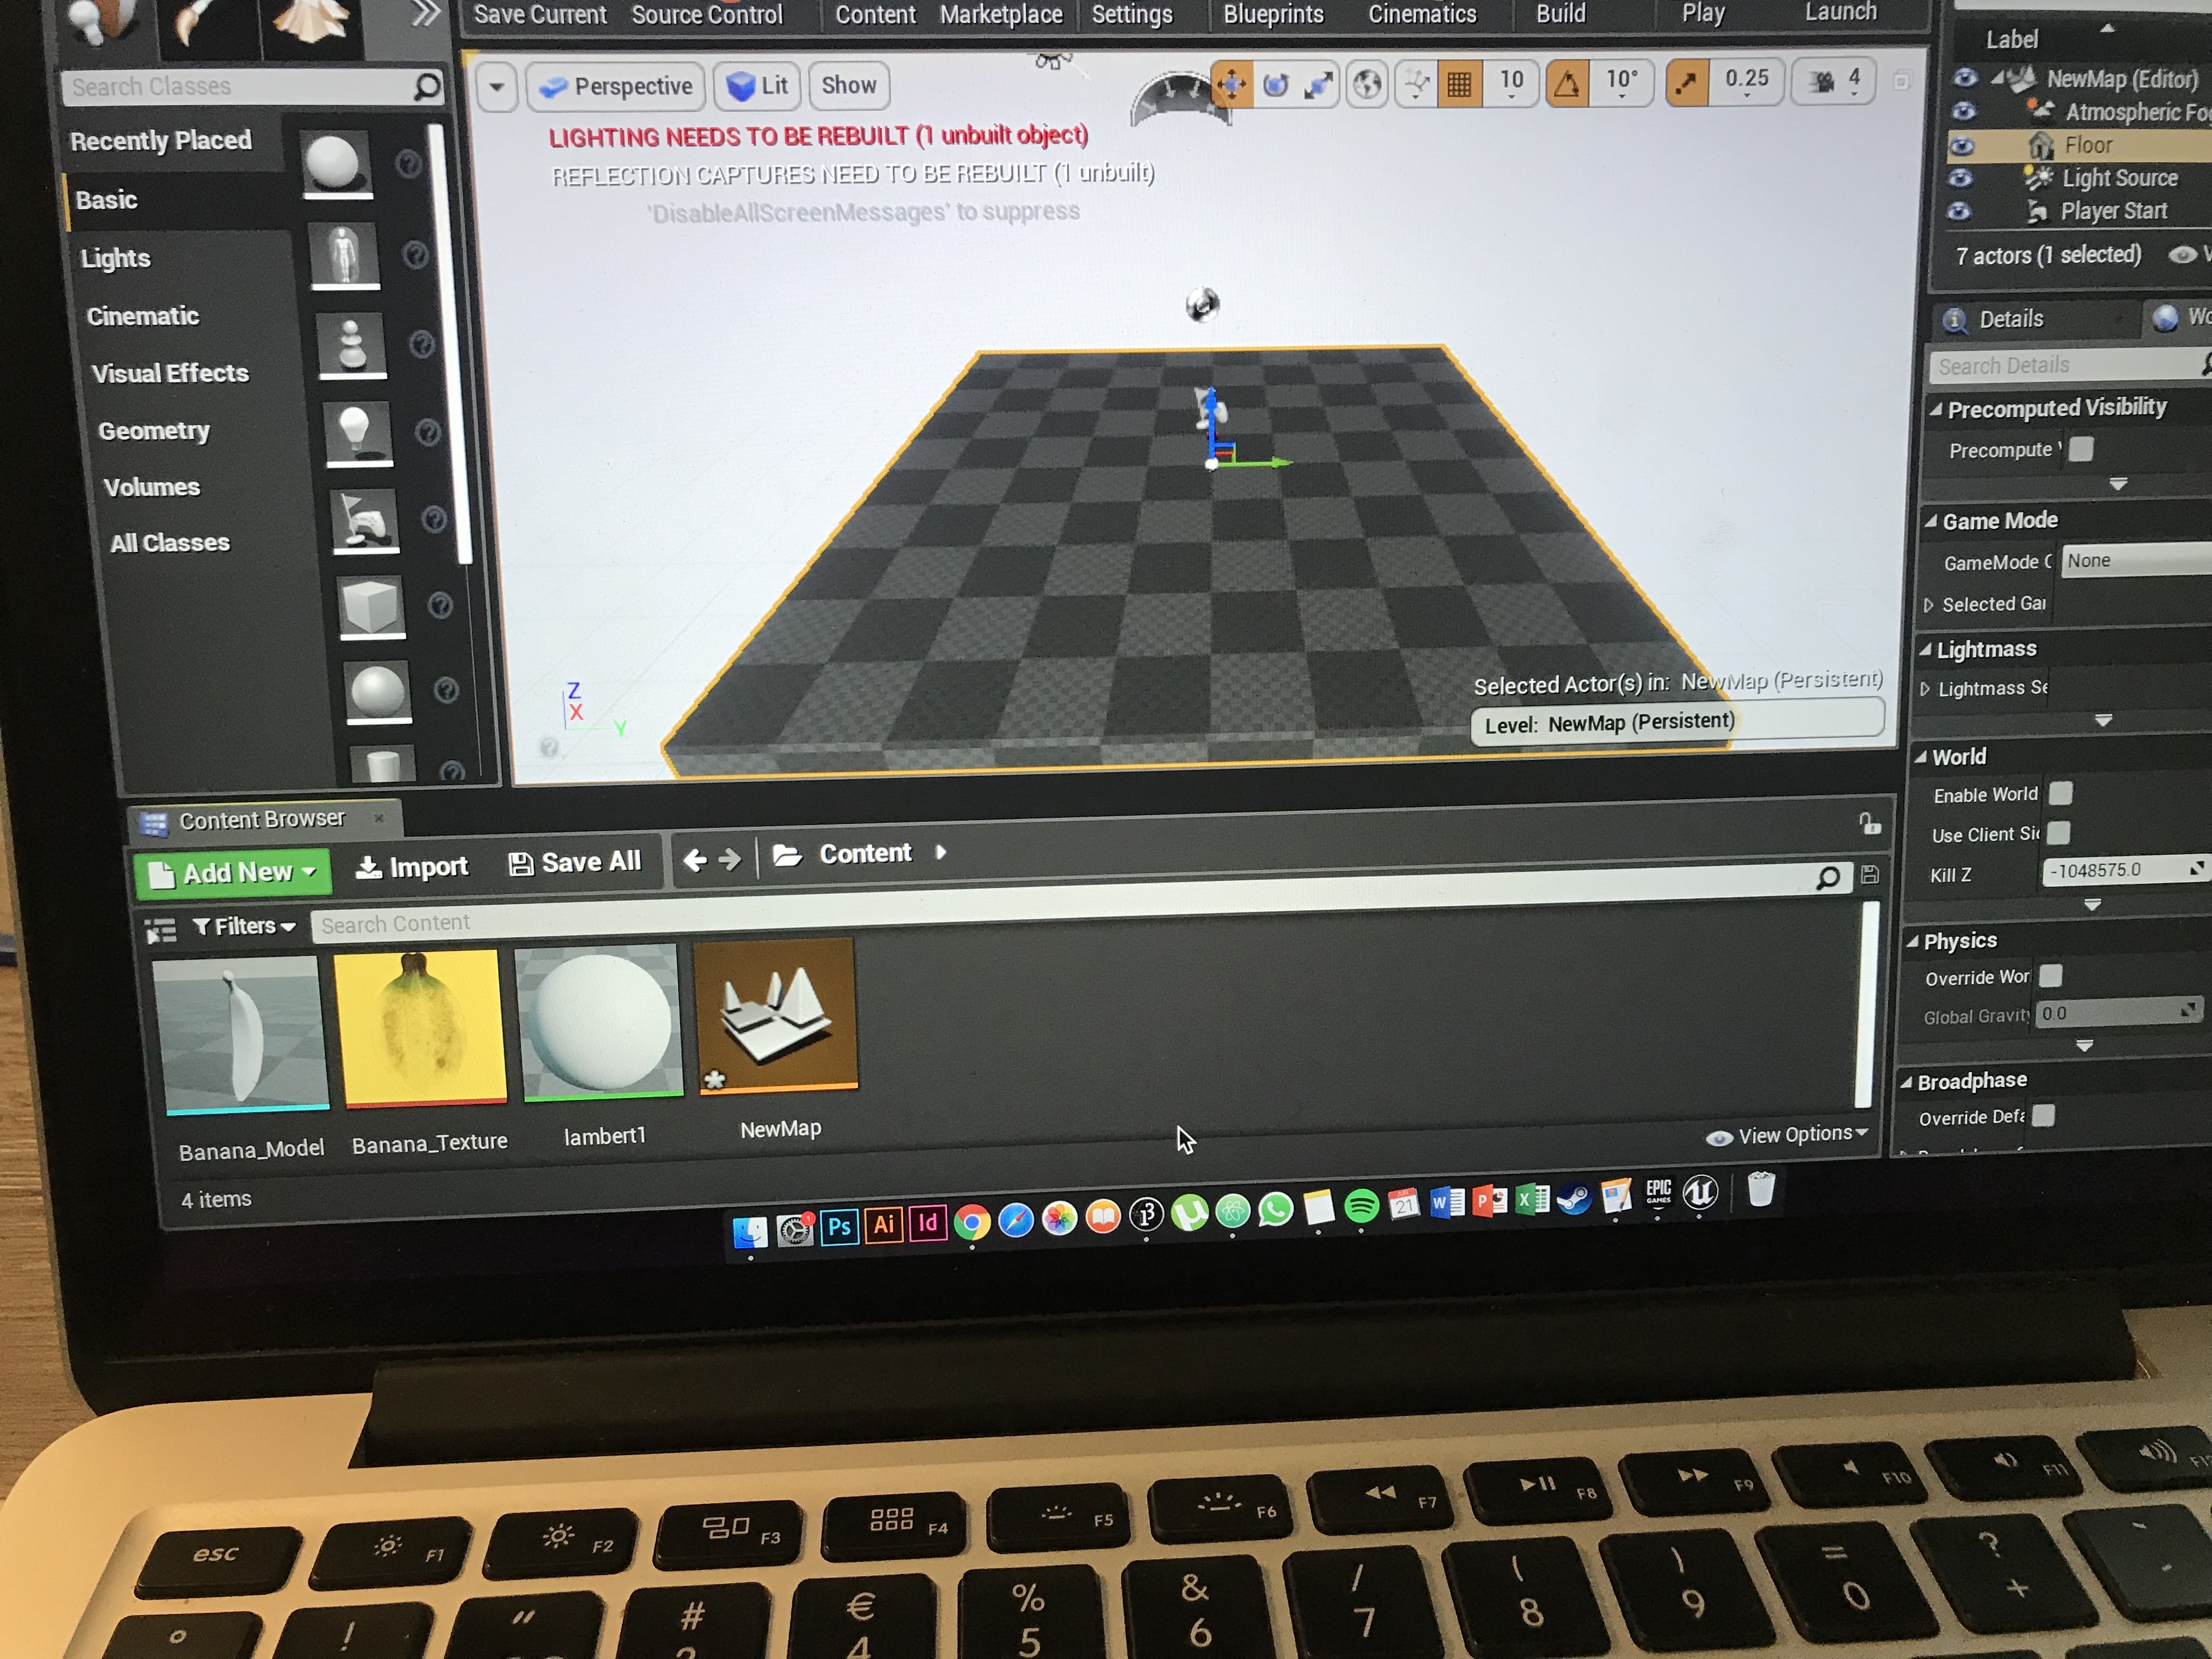 Save Current Source Control Content Marketplace Settings Blueprints Cinematics Build Play Launch
Search Classes
Recently Placed
Basic
Lights
Cinematic
Visual Effects
Geometry
Volumes
All Classes
Perspective Lit Show 10 10° 0.25 4
LIGHTING NEEDS TO BE REBUILT (1 unbuilt object)
REFLECTION CAPTURES NEED TO BE REBUILT (1 unbuilt)
'DisableAllScreenMessages' to suppress
Z
X
Y
Selected Actor(s) in: NewMap (Persistent)
Level: NewMap (Persistent)
Label
NewMap (Editor)
Atmospheric Fo
Floor
Light Source
Player Start
7 actors (1 selected)
Details Wo
Search Details
Precomputed Visibility
Precompute
Game Mode
GameMode None
Selected Gar
Lightmass
Lightmass Se
World
Enable World
Use Client Sid
Kill Z -1048575.0
Physics
Override Wor
Global Gravity 0.0
Broadphase
Override Defa
Content Browser
Add New Import Save All Content
Filters Search Content
Banana_Model Banana_Texture lambert1 NewMap
View Options
4 items
Ps Ai Id JUN 21 W P X EPIC GAMES
esc F1 F2 F3 F4 F5 F6 F7 F8 F9 F10 F11 F12
° ! " # € % & / ( ) = ?
4 5 6 7 8 9 0 +